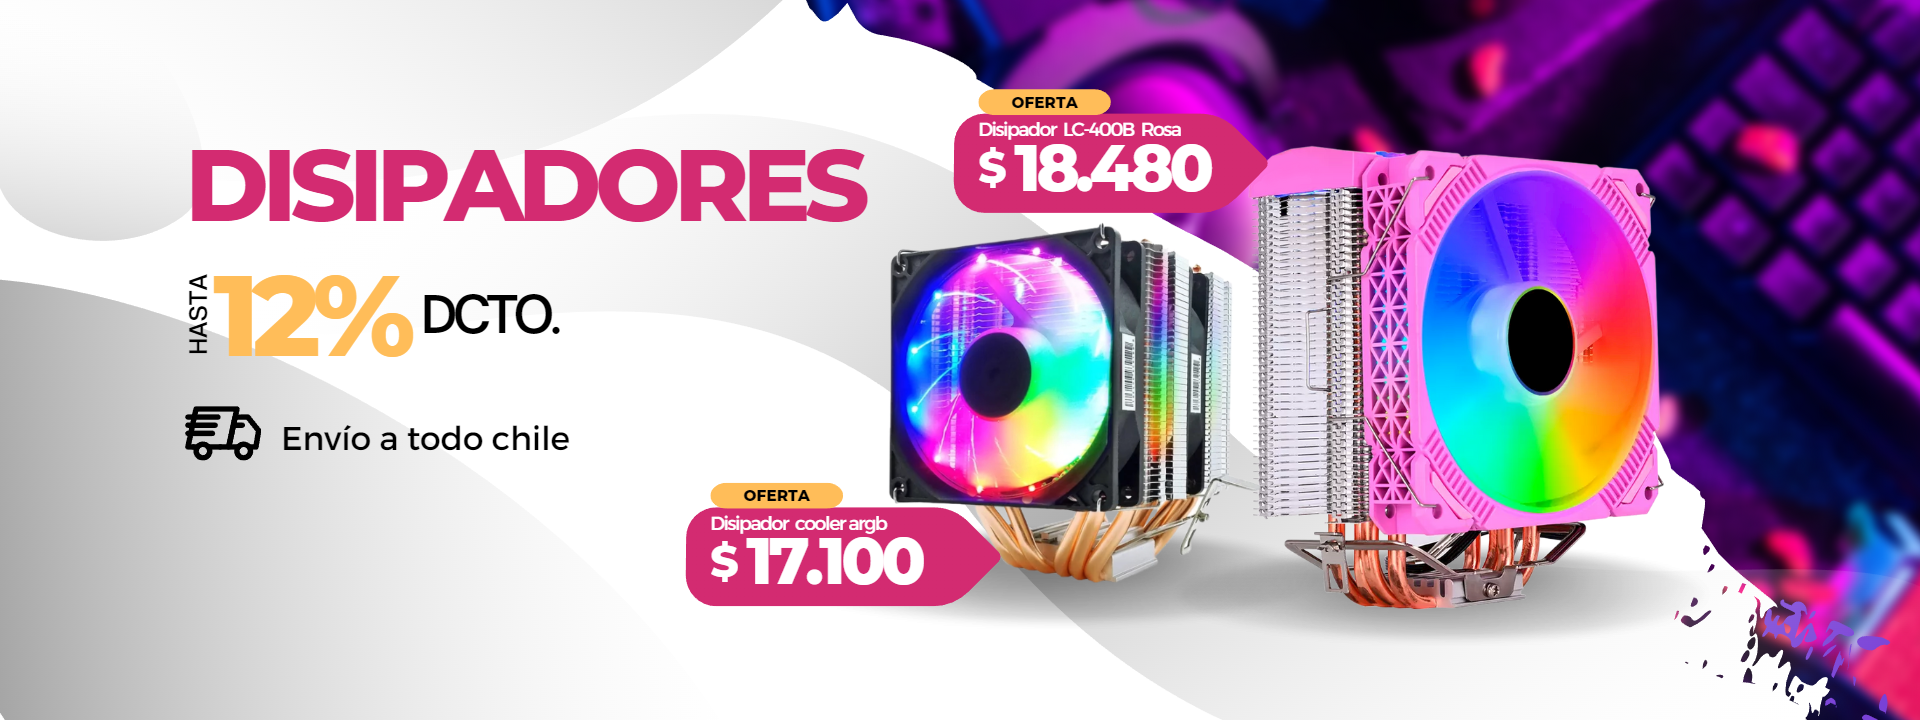 DISIPADORES
HASTA 12% DCTO.
Envío a todo chile
OFERTA
Disipador LC-400B Rosa
$ 18.480
OFERTA
Disipador cooler argb
$ 17.100